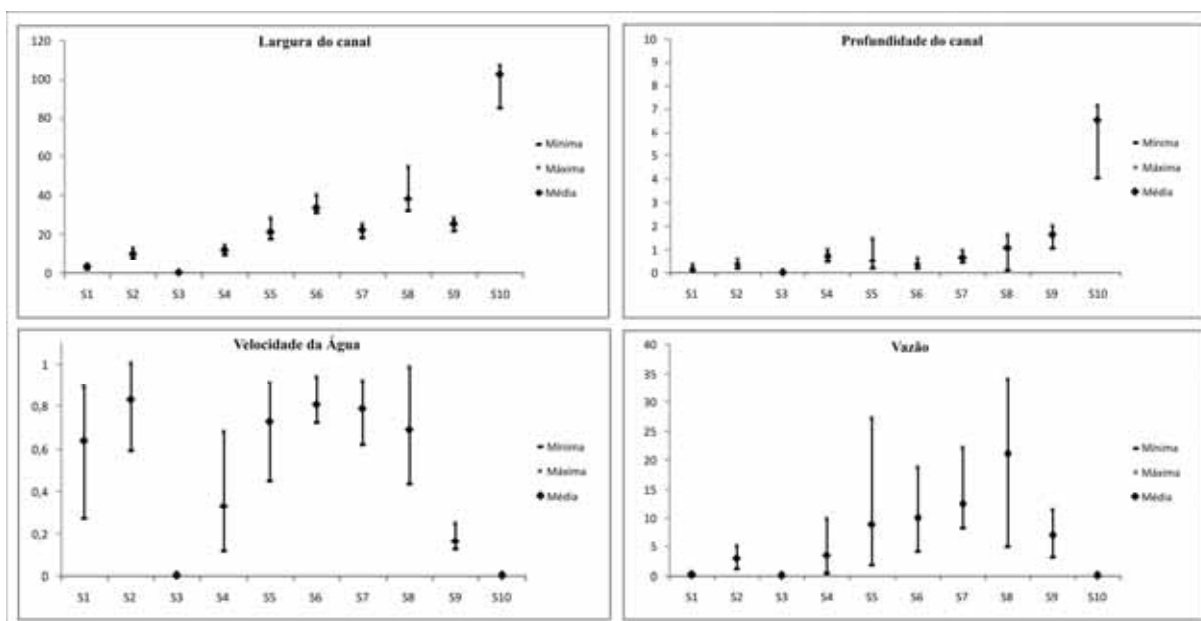 Largura do canal
120
100
80
60
40
20
0
S1 S2 S3 S4 S5 S6 S7 S8 S9 S10
Mínima
Máxima
Média
Profundidade do canal
10
9
8
7
6
5
4
3
2
1
0
S1 S2 S3 S4 S5 S6 S7 S8 S9 S10
Mínima
Máxima
Média
Velocidade da Água
1
0,8
0,6
0,4
0,2
0
S1 S2 S3 S4 S5 S6 S7 S8 S9 S10
Mínima
Máxima
Média
Vazão
40
35
30
25
20
15
10
5
0
S1 S2 S3 S4 S5 S6 S7 S8 S9 S10
Mínima
Máxima
Média